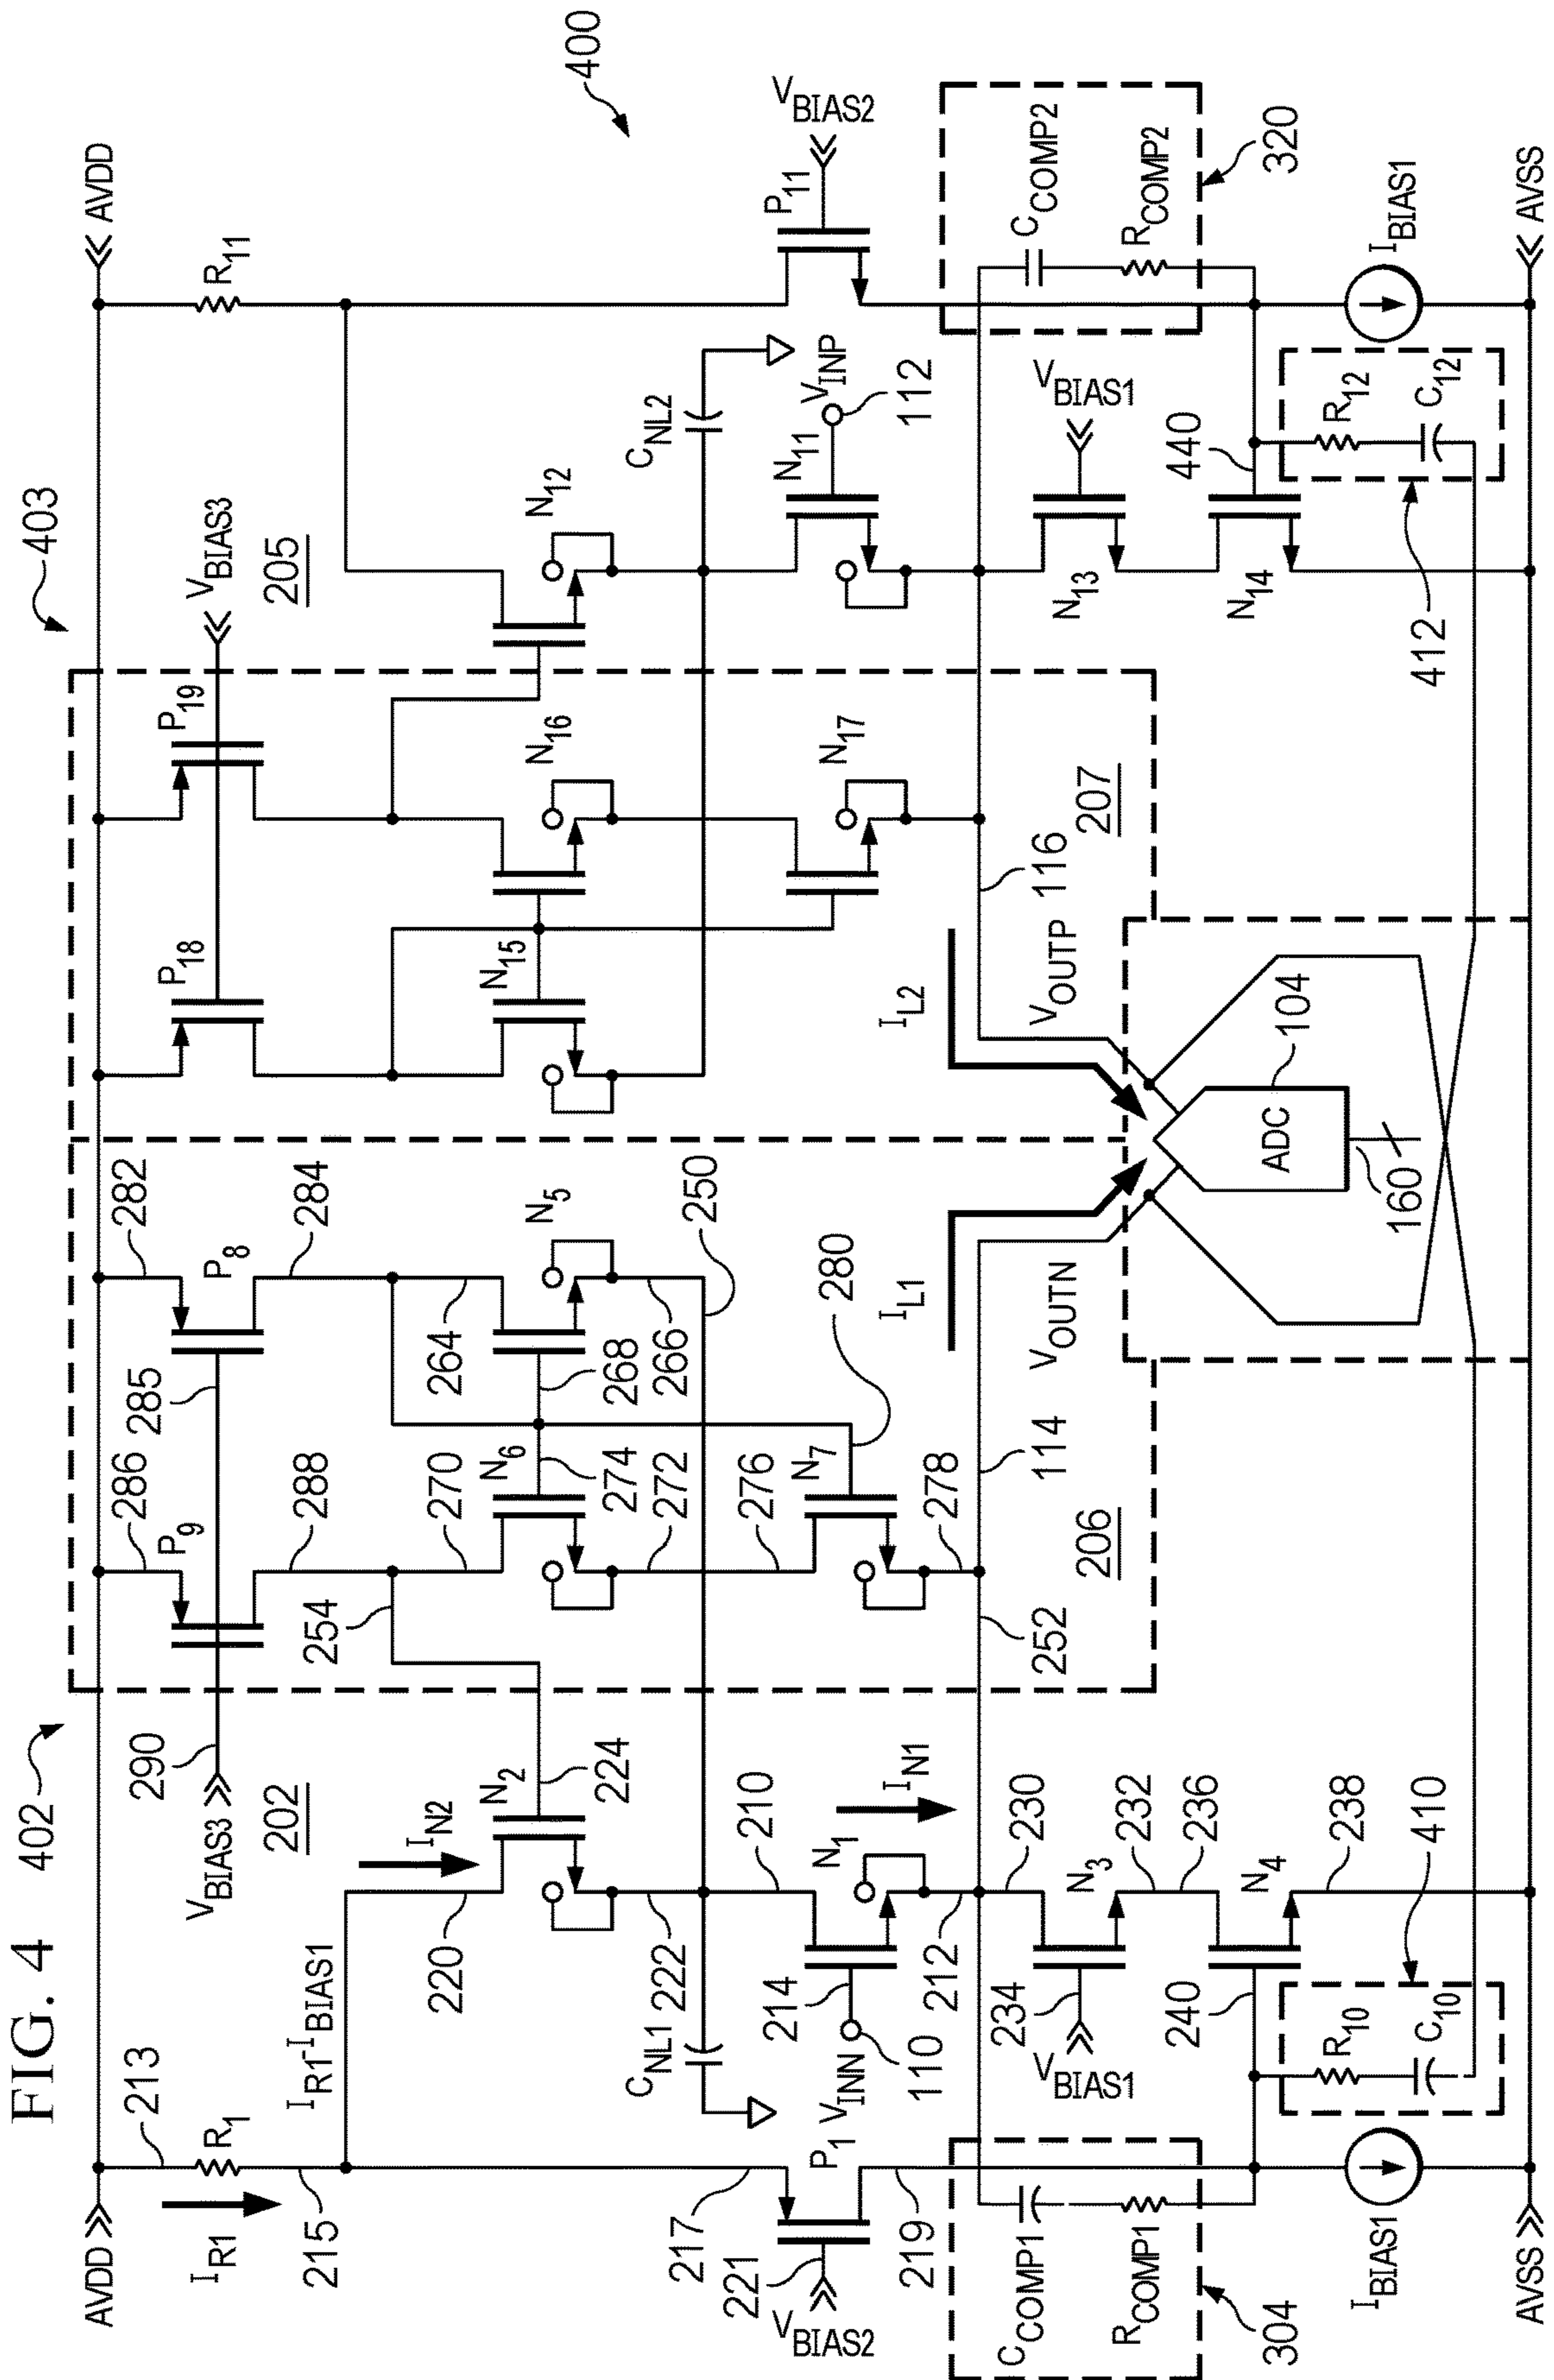 FIG. 4
402
403
400
AVDD
AVDD
213
R1
IR1
215
IR1-IBIAS1
290
VBIAS3
202
286
P9
285
282
P8
288
284
254
P18
P19
VBIAS3
205
R11
IN2
220
N2
224
222
270
N6
274
272
264
268
266
N5
250
N15
N16
N12
CNL1
CNL2
217
P1
221
VBIAS2
219
VINN
110
214
210
N1
IN1
212
276
N7
278
280
N17
N11
VINP
112
P11
VBIAS2
252
206
114
IL1
VOUTN
IL2
VOUTP
116
207
CCOMP1
RCOMP1
304
230
N3
234
VBIAS1
232
236
N4
240
238
VBIAS1
N13
N14
440
CCOMP2
RCOMP2
320
R10
C10
410
ADC
104
160
R12
C12
412
IBIAS1
IBIAS1
AVSS
AVSS